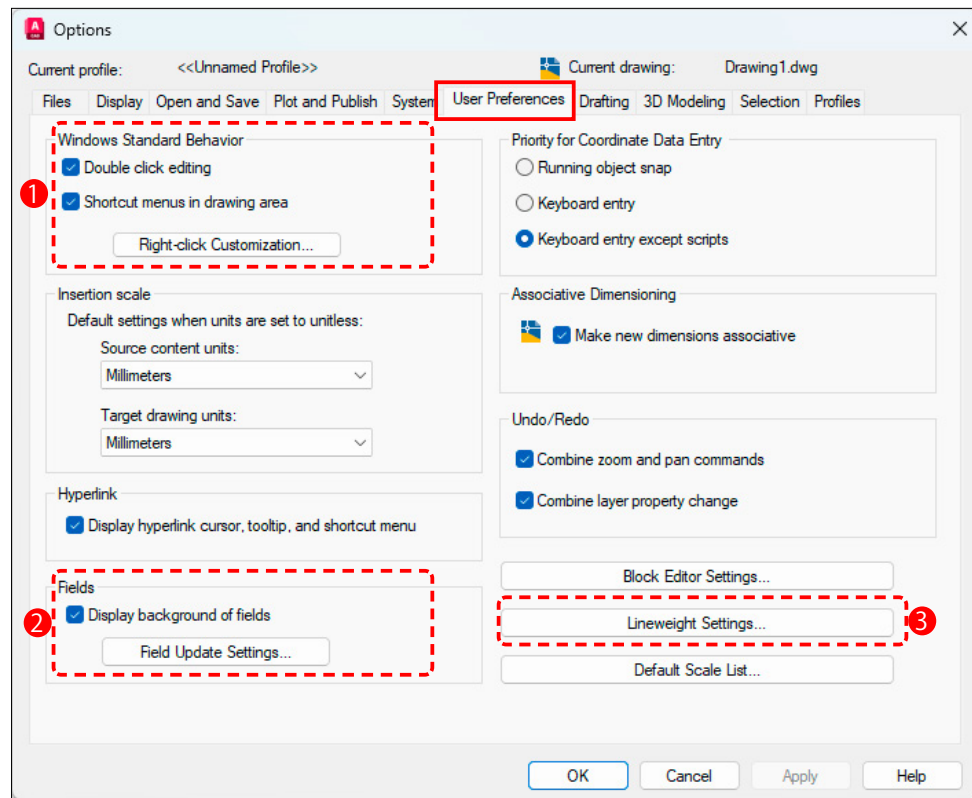 A
CAD
Options
Current profile: <<Unnamed Profile>> Current drawing: Drawing1.dwg
Files Display Open and Save Plot and Publish System User Preferences Drafting 3D Modeling Selection Profiles
Windows Standard Behavior
1
Double click editing
Shortcut menus in drawing area
Right-click Customization...
Insertion scale
Default settings when units are set to unitless:
Source content units:
Millimeters
Target drawing units:
Millimeters
Hyperlink
Display hyperlink cursor, tooltip, and shortcut menu
Fields
2
Display background of fields
Field Update Settings...
Priority for Coordinate Data Entry
Running object snap
Keyboard entry
Keyboard entry except scripts
Associative Dimensioning
Make new dimensions associative
Undo/Redo
Combine zoom and pan commands
Combine layer property change
Block Editor Settings...
Lineweight Settings...
3
Default Scale List...
OK Cancel Apply Help